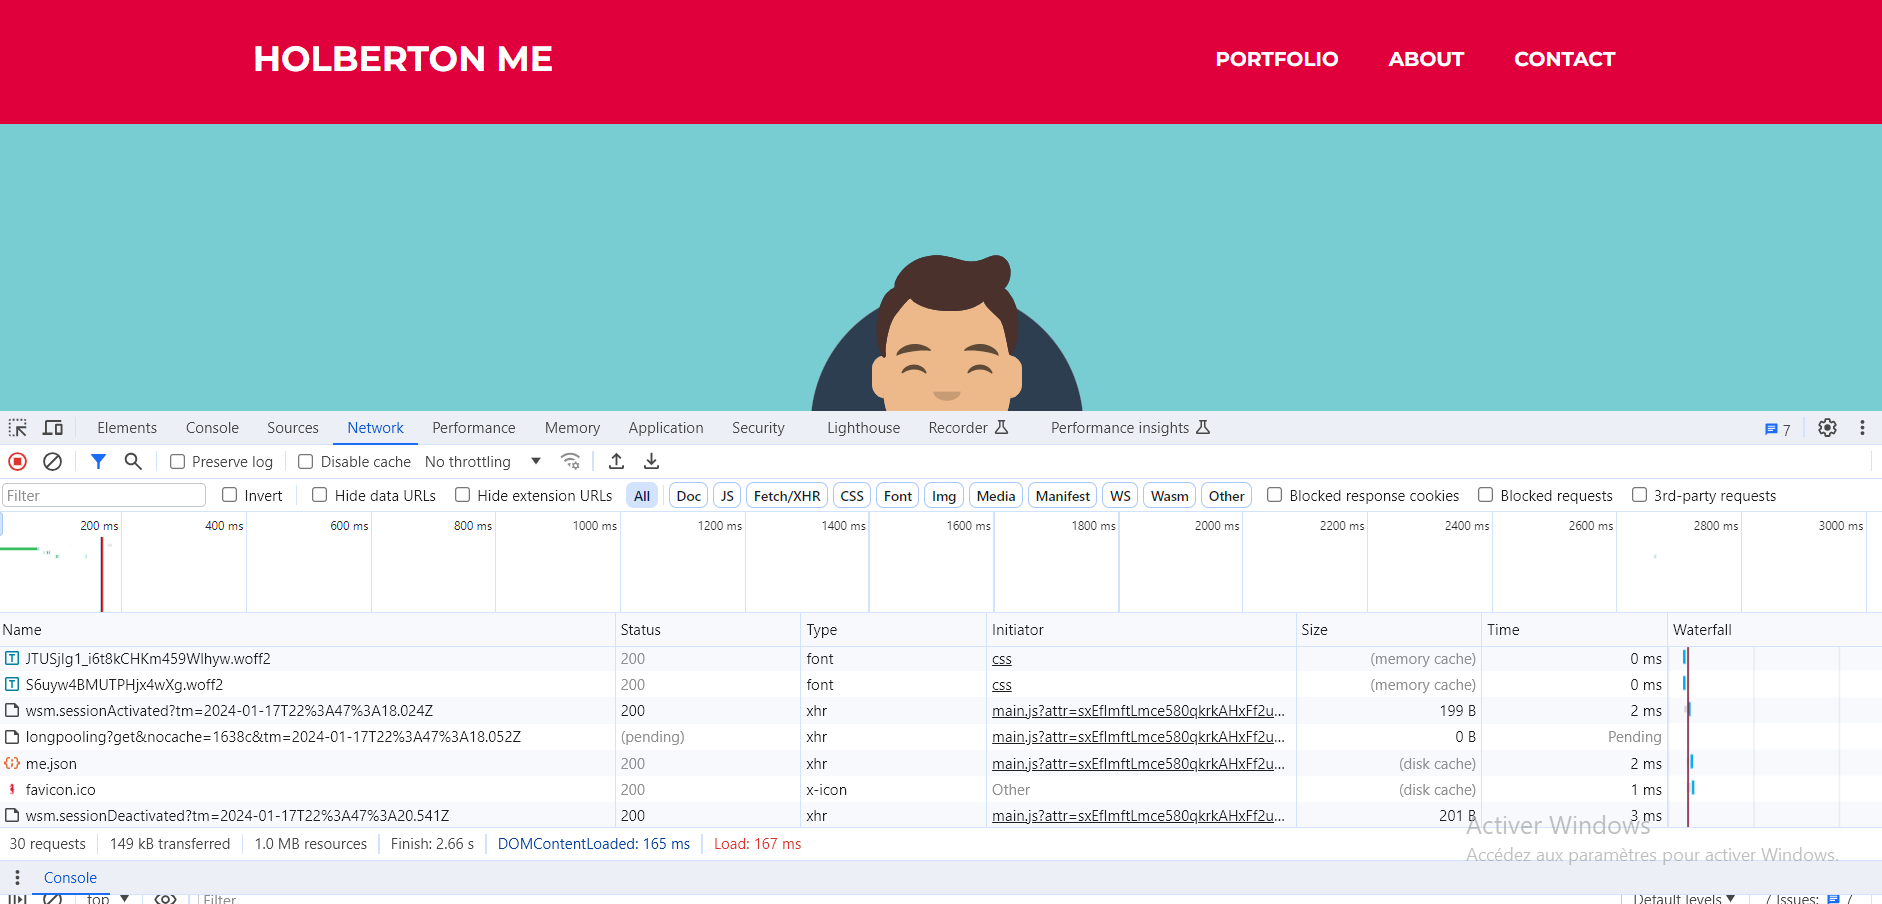 HOLBERTON ME PORTFOLIO ABOUT CONTACT
Elements Console Sources Network Performance Memory Application Security Lighthouse Recorder Performance insights 7
Preserve log Disable cache No throttling
Filter Invert Hide data URLs Hide extension URLs All Doc JS Fetch/XHR CSS Font Img Media Manifest WS Wasm Other Blocked response cookies Blocked requests 3rd-party requests
200 ms 400 ms 600 ms 800 ms 1000 ms 1200 ms 1400 ms 1600 ms 1800 ms 2000 ms 2200 ms 2400 ms 2600 ms 2800 ms 3000 ms
Name Status Type Initiator Size Time Waterfall
JTUSjIg1_i6t8kCHKm459Wlhyw.woff2 200 font css (memory cache) 0 ms
S6uyw4BMUTPHjx4wXg.woff2 200 font css (memory cache) 0 ms
wsm.sessionActivated?tm=2024-01-17T22%3A47%3A18.024Z 200 xhr main.js?attr=sxEfImftLmce580qkrkAHxFf2u... 199 B 2 ms
longpooling?get&nocache=1638c&tm=2024-01-17T22%3A47%3A18.052Z (pending) xhr main.js?attr=sxEfImftLmce580qkrkAHxFf2u... 0 B Pending
me.json 200 xhr main.js?attr=sxEfImftLmce580qkrkAHxFf2u... (disk cache) 2 ms
favicon.ico 200 x-icon Other (disk cache) 1 ms
wsm.sessionDeactivated?tm=2024-01-17T22%3A47%3A20.541Z 200 xhr main.js?attr=sxEfImftLmce580qkrkAHxFf2u... 201 B 3 ms
Activer Windows
30 requests 149 kB transferred 1.0 MB resources Finish: 2.66 s DOMContentLoaded: 165 ms Load: 167 ms
Accédez aux paramètres pour activer Windows.
Console
top Filter Default levels 7 Issues: 7